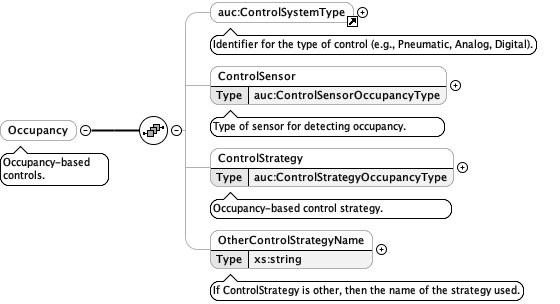 auc:ControlSystemType
Identifier for the type of control (e.g., Pneumatic, Analog, Digital).
ControlSensor
Type auc:ControlSensorOccupancyType
Type of sensor for detecting occupancy.
Occupancy
Occupancy-based
controls.
ControlStrategy
Type auc:ControlStrategyOccupancyType
Occupancy-based control strategy.
OtherControlStrategyName
Type xs:string
If ControlStrategy is other, then the name of the strategy used.